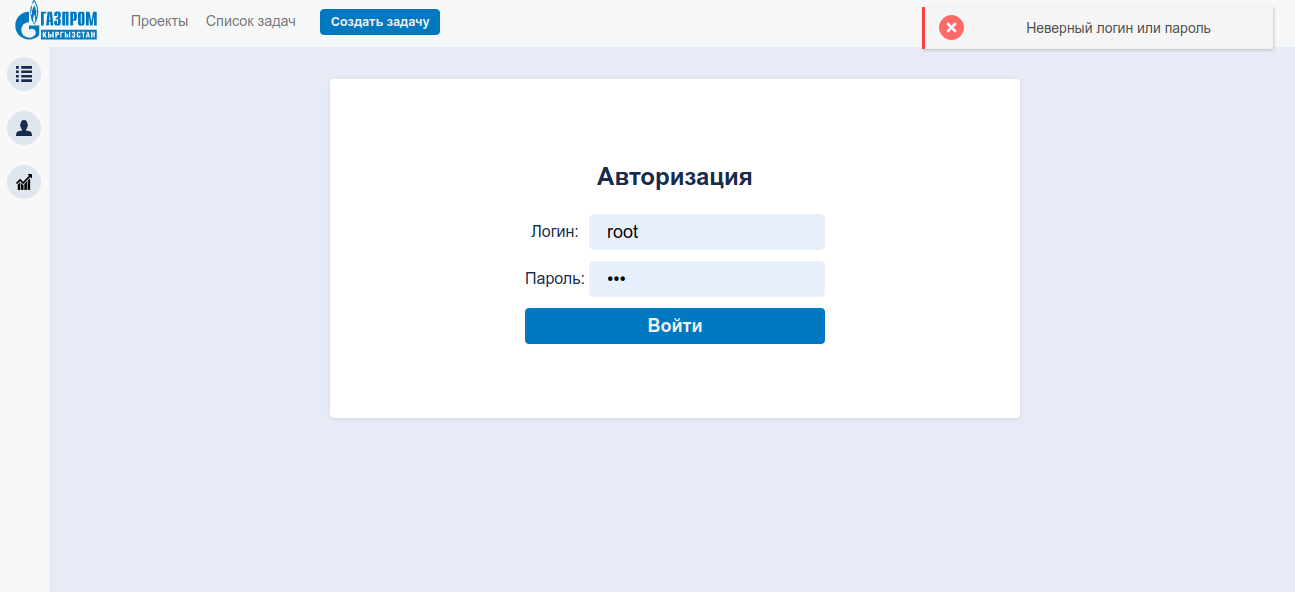 ГАЗПРОМ
КЫРГЫЗСТАН
Проекты Список задач Создать задачу
Неверный логин или пароль
Авторизация
Логин: root
Пароль: •••
Войти